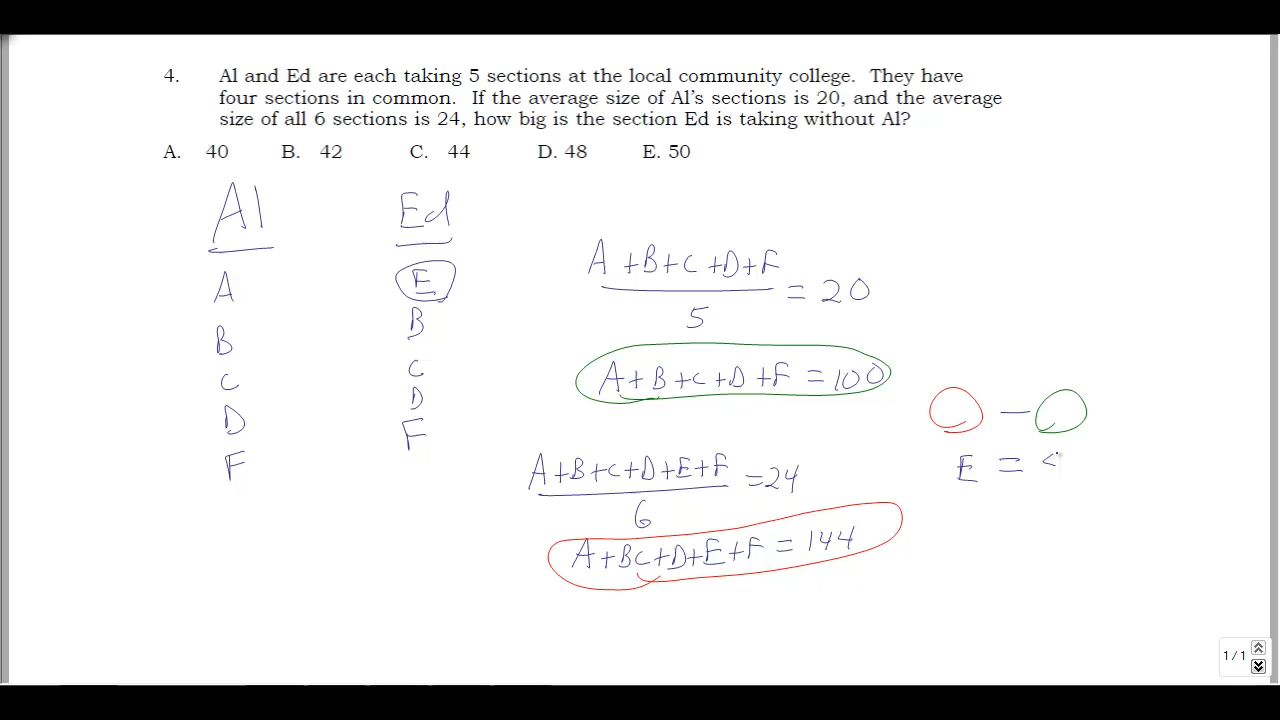 4. Al and Ed are each taking 5 sections at the local community college. They have
four sections in common. If the average size of Al's sections is 20, and the average
size of all 6 sections is 24, how big is the section Ed is taking without Al?
A. 40 B. 42 C. 44 D. 48 E. 50
Al Ed
A E
B B
C C
D D
F F
A+B+C+D+F
5
=20
A+B+C+D+F=100
A+B+C+D+E+F
6
=24
A+BC+D+E+F=144
–
E =
1/1